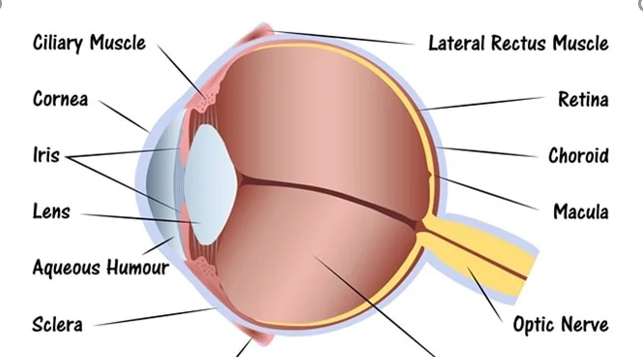 Ciliary Muscle
Cornea
Iris
Lens
Aqueous Humour
Sclera
Lateral Rectus Muscle
Retina
Choroid
Macula
Optic Nerve